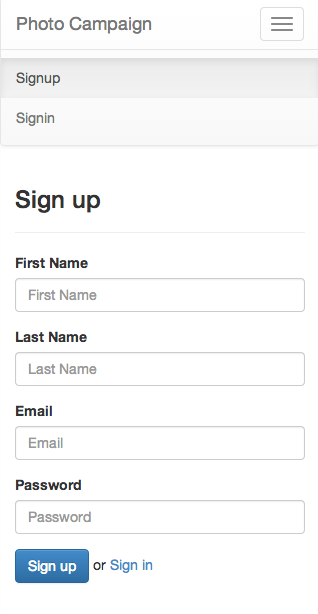 Photo Campaign
Signup
Signin
Sign up
First Name
First Name
Last Name
Last Name
Email
Email
Password
Password
Sign up or Sign in